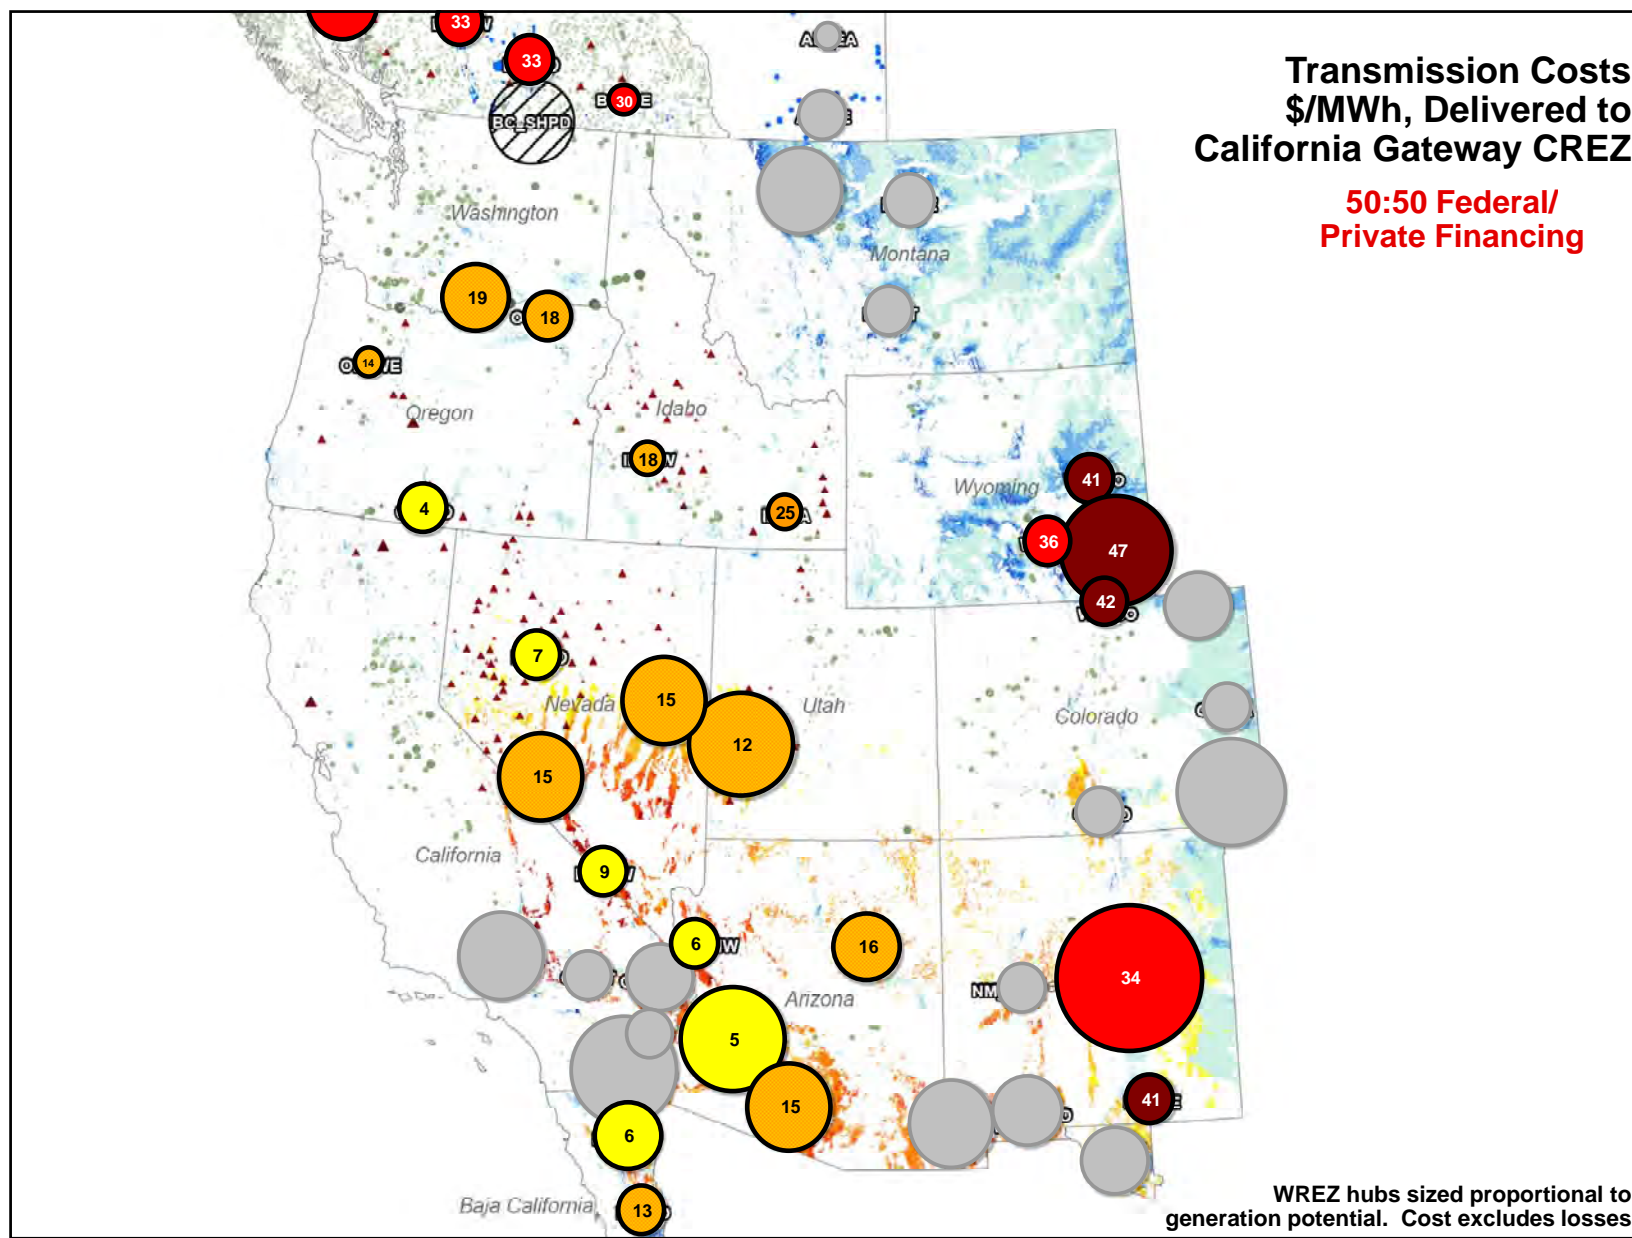 Transmission Costs
$/MWh, Delivered to
California Gateway CREZ
50:50 Federal/
Private Financing
33
33
30
BC_SHPD
Washington
Montana
19
18
14
Oregon
Idaho
18
25
4
Wyoming
41
36
47
42
7
Nevada
15
12
Utah
Colorado
15
California
9
6
16
Arizona
5
15
34
41
NM
6
13
Baja California
WREZ hubs sized proportional to
generation potential. Cost excludes losses